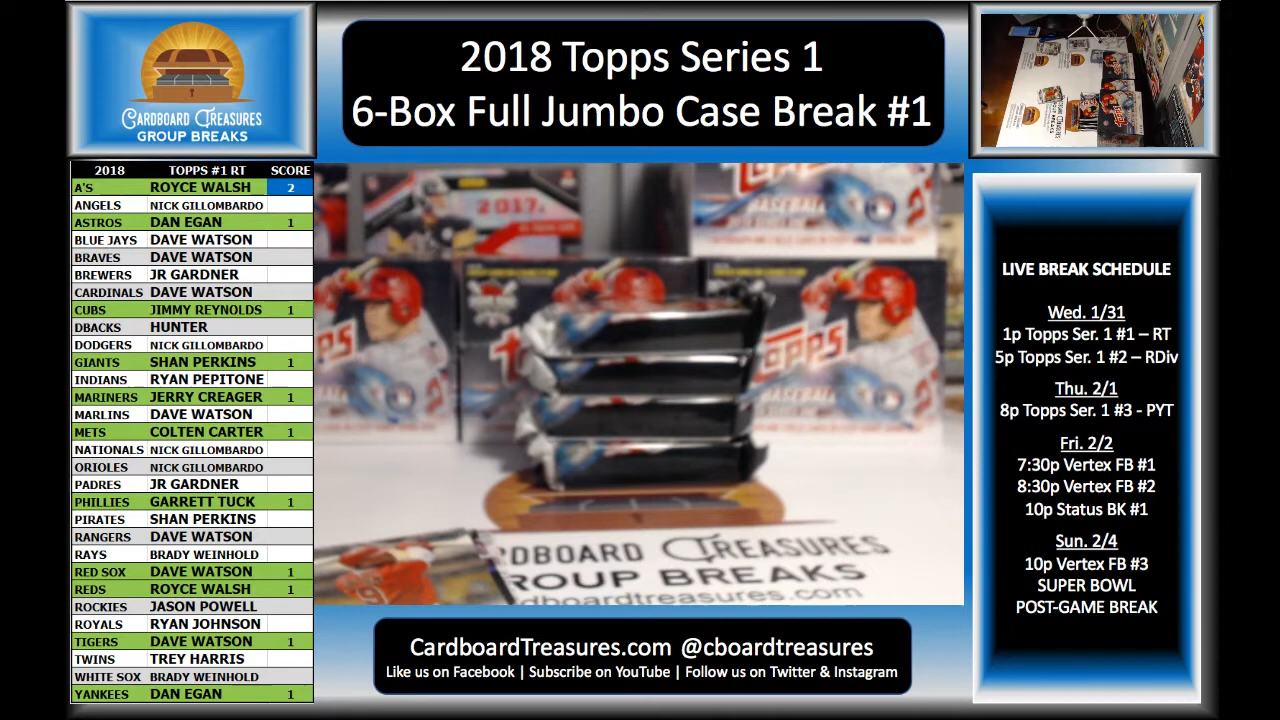 2018 Topps Series 1
6-Box Full Jumbo Case Break #1
CARDBOARD TREASURES
GROUP BREAKS
2018 TOPPS #1 RT SCORE
A'S ROYCE WALSH 2
ANGELS NICK GILLOMBARDO
ASTROS DAN EGAN 1
BLUE JAYS DAVE WATSON
BRAVES DAVE WATSON
BREWERS JR GARDNER
CARDINALS DAVE WATSON
CUBS JIMMY REYNOLDS 1
DBACKS HUNTER
DODGERS NICK GILLOMBARDO
GIANTS SHAN PERKINS 1
INDIANS RYAN PEPITONE
MARINERS JERRY CREAGER 1
MARLINS DAVE WATSON
METS COLTEN CARTER 1
NATIONALS NICK GILLOMBARDO
ORIOLES NICK GILLOMBARDO
PADRES JR GARDNER
PHILLIES GARRETT TUCK 1
PIRATES SHAN PERKINS
RANGERS DAVE WATSON
RAYS BRADY WEINHOLD
RED SOX DAVE WATSON 1
REDS ROYCE WALSH 1
ROCKIES JASON POWELL
ROYALS RYAN JOHNSON
TIGERS DAVE WATSON 1
TWINS TREY HARRIS
WHITE SOX BRADY WEINHOLD
YANKEES DAN EGAN 1
2017
TOPPS
RDBOARD TREASURES
ROUP BREAKS
rdboardtreasures.com
LIVE BREAK SCHEDULE
Wed. 1/31
1p Topps Ser. 1 #1 – RT
5p Topps Ser. 1 #2 – RDiv
Thu. 2/1
8p Topps Ser. 1 #3 - PYT
Fri. 2/2
7:30p Vertex FB #1
8:30p Vertex FB #2
10p Status BK #1
Sun. 2/4
10p Vertex FB #3
SUPER BOWL
POST-GAME BREAK
CardboardTreasures.com @cboardtreasures
Like us on Facebook | Subscribe on YouTube | Follow us on Twitter & Instagram